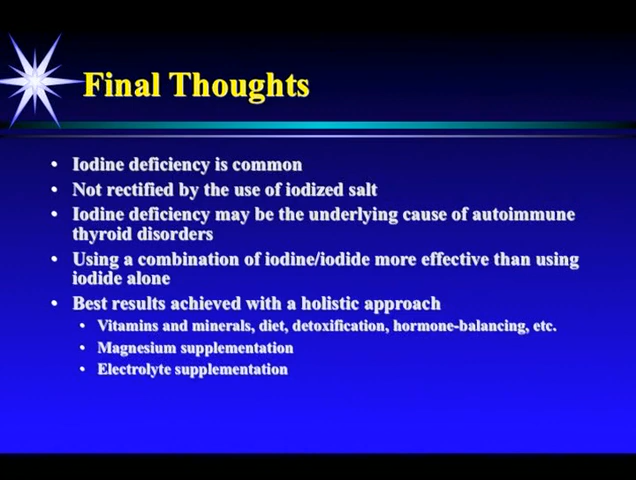 Final Thoughts
• Iodine deficiency is common
• Not rectified by the use of iodized salt
• Iodine deficiency may be the underlying cause of autoimmune
thyroid disorders
• Using a combination of iodine/iodide more effective than using
iodide alone
• Best results achieved with a holistic approach
• Vitamins and minerals, diet, detoxification, hormone-balancing, etc.
• Magnesium supplementation
• Electrolyte supplementation